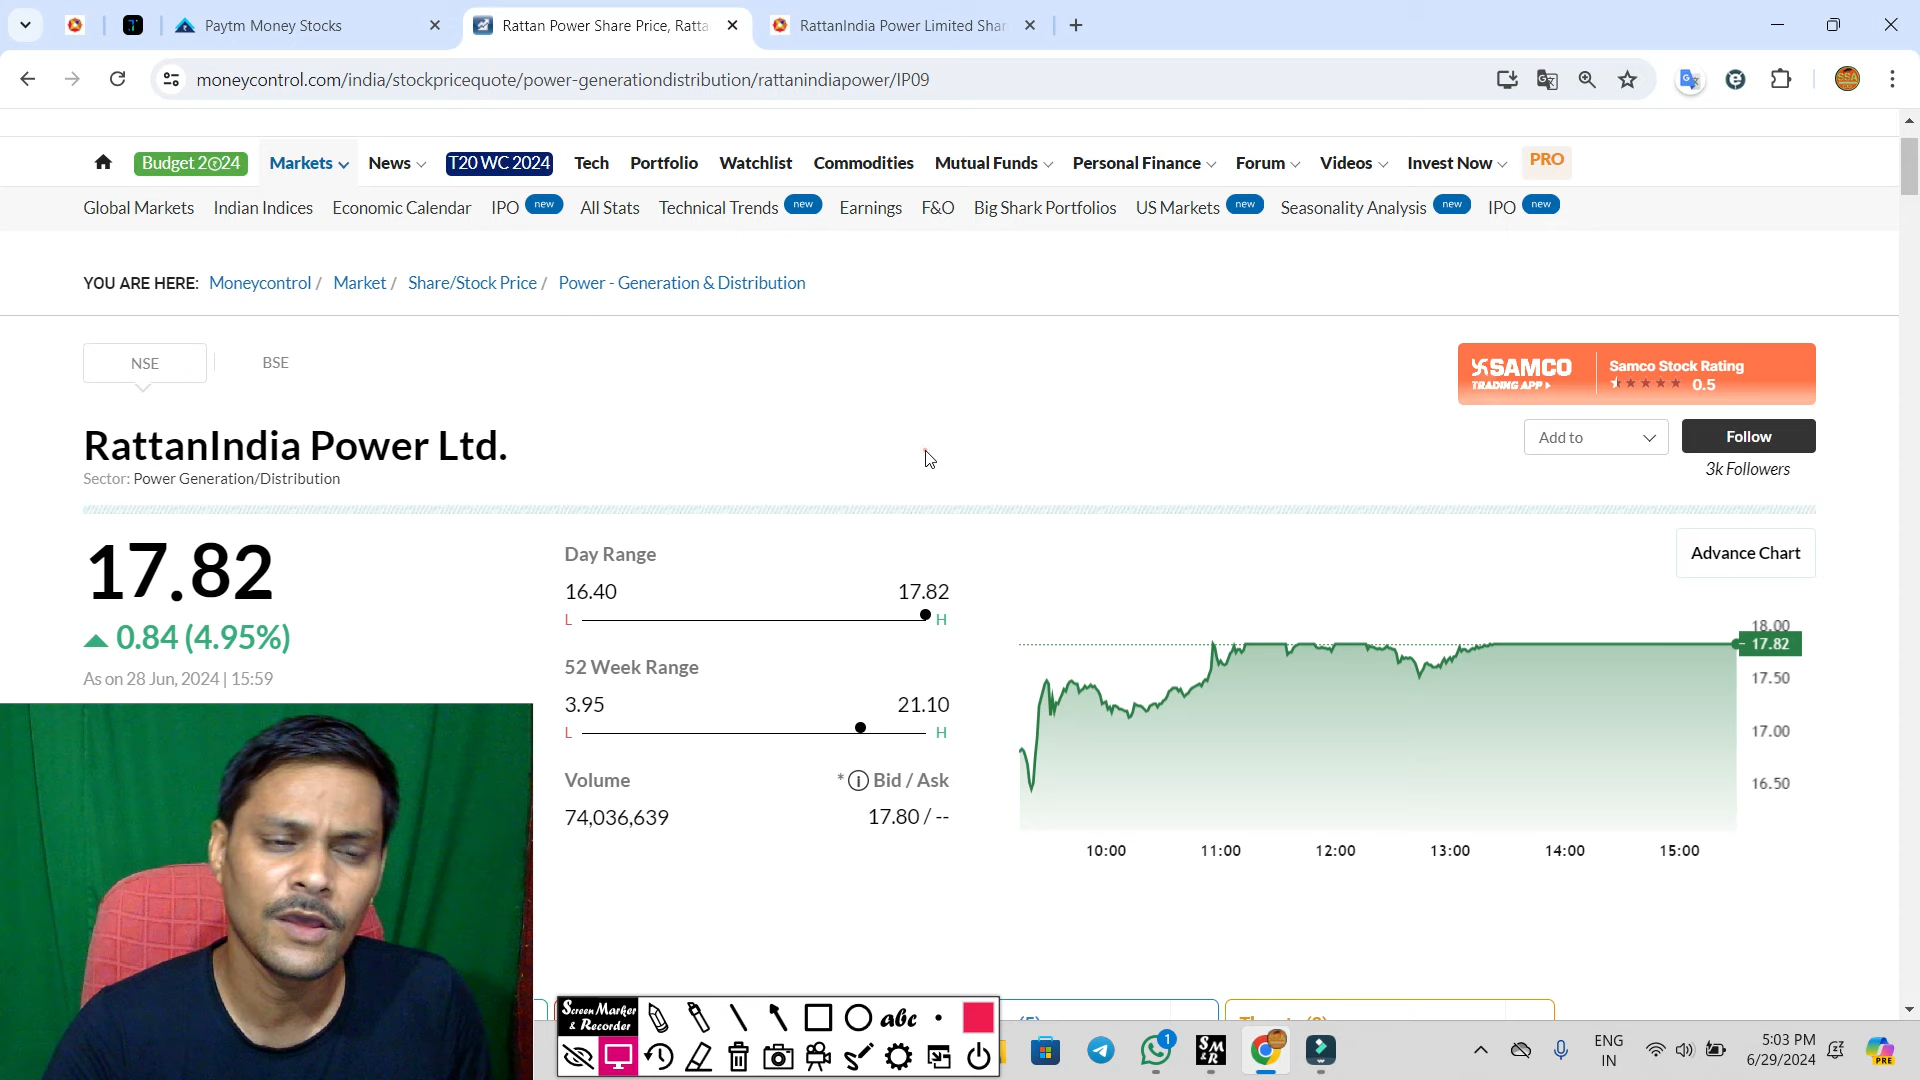 Paytm Money Stocks
Rattan Power Share Price, Ratta
RattanIndia Power Limited Shar
moneycontrol.com/india/stockpricequote/power-generationdistribution/rattanindiapower/IP09
Budget 2024 Markets News T20 WC 2024 Tech Portfolio Watchlist Commodities Mutual Funds Personal Finance Forum Videos Invest Now PRO
Global Markets Indian Indices Economic Calendar IPO new All Stats Technical Trends new Earnings F&O Big Shark Portfolios US Markets new Seasonality Analysis new IPO new
YOU ARE HERE: Moneycontrol / Market / Share/Stock Price / Power - Generation & Distribution
NSE BSE
SAMCO
TRADING APP
Samco Stock Rating
0.5
RattanIndia Power Ltd.
Add to
Follow
Sector: Power Generation/Distribution
3k Followers
17.82
0.84 (4.95%)
As on 28 Jun, 2024 | 15:59
Day Range
16.40 17.82
L H
52 Week Range
3.95 21.10
L H
Volume * i Bid / Ask
74,036,639 17.80 / --
Advance Chart
18.00
17.82
17.50
17.00
16.50
10:00 11:00 12:00 13:00 14:00 15:00
Screen Marker
& Recorder
abc
1
SM
&R
SSA
ENG
IN
5:03 PM
6/29/2024
PRE